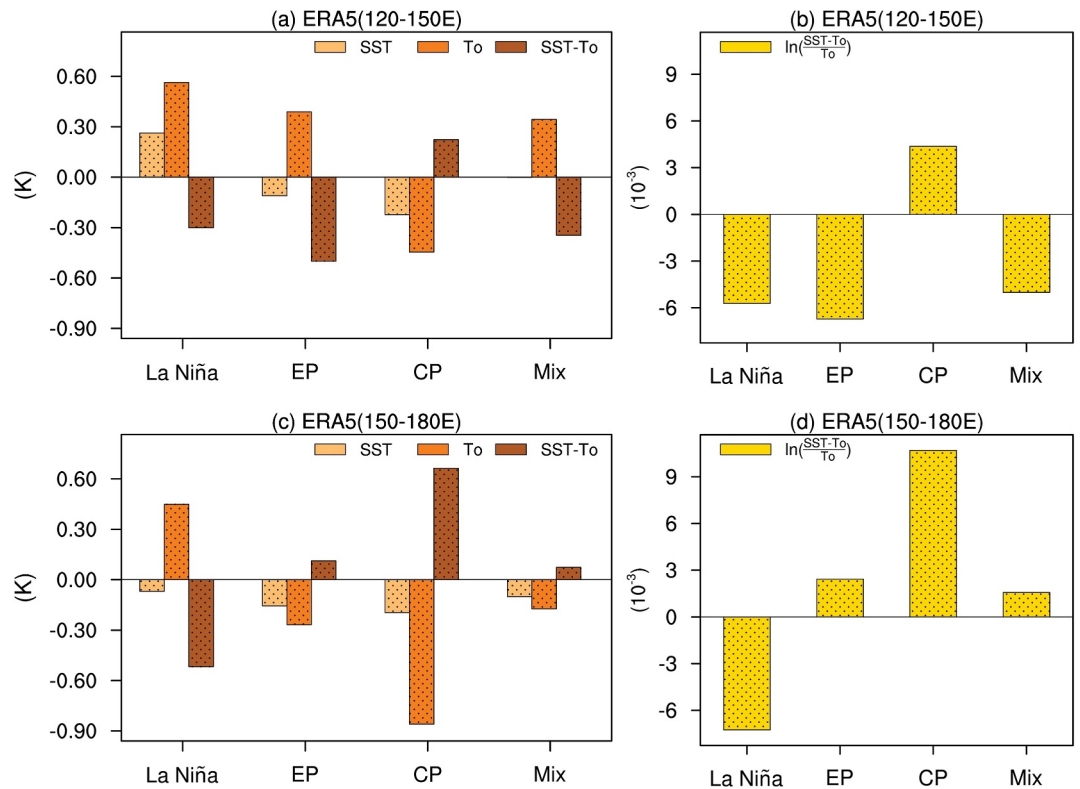 (a) ERA5(120-150E)
SST To SST-To
0.60
0.30
0.00
-0.30
-0.60
-0.90
(K)
La Niña EP CP Mix
(b) ERA5(120-150E)
ln(SST-To/To)
9
6
3
0
-3
-6
(10⁻³)
La Niña EP CP Mix
(c) ERA5(150-180E)
SST To SST-To
0.60
0.30
0.00
-0.30
-0.60
-0.90
(K)
La Niña EP CP Mix
(d) ERA5(150-180E)
ln(SST-To/To)
9
6
3
0
-3
-6
(10⁻³)
La Niña EP CP Mix